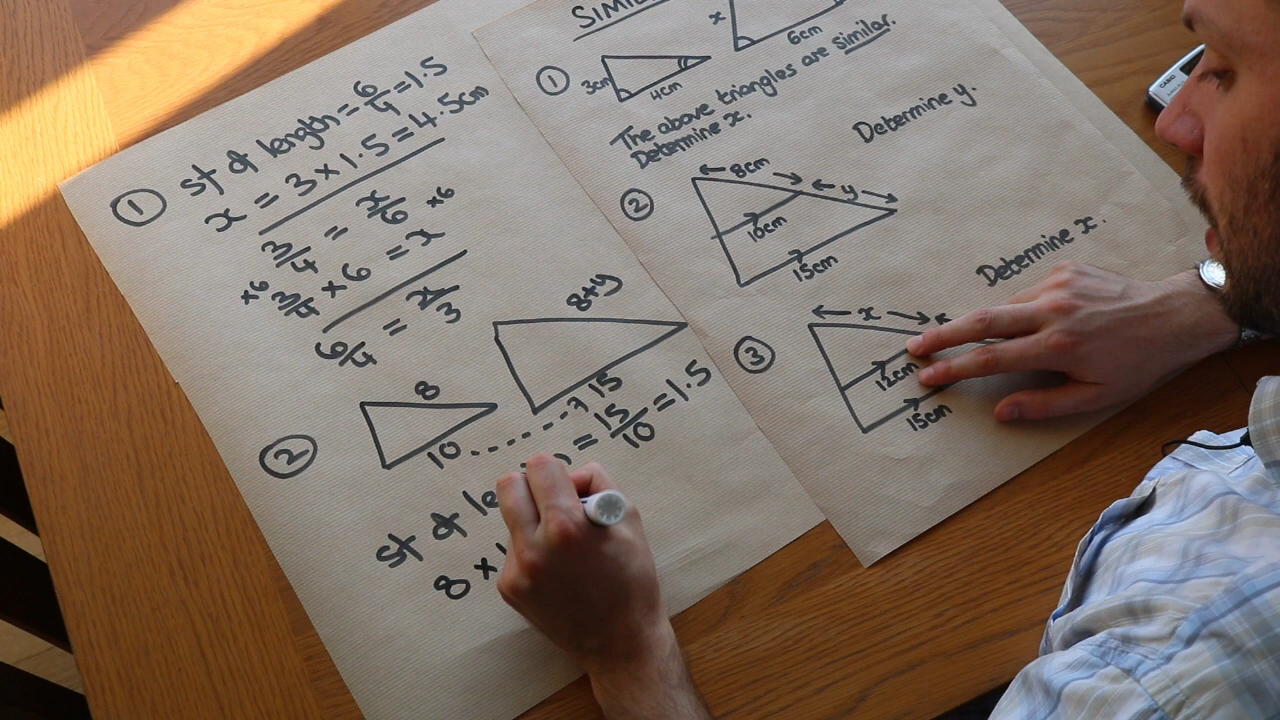 ① sf of length = 6/4 = 1.5
x = 3 × 1.5 = 4.5cm
3/4 = x/6 ×6
×6 3/4 × 6 = x
6/4 = x/3
②
8
10
8+y
15
sf of = 15/10 = 1.5
8 ×
x
6cm
①
3cm
4cm
The above triangles are similar.
Determine x.
②
Determine y.
8cm
y
10cm
15cm
③
Determine x.
x
12cm
15cm
CASIO